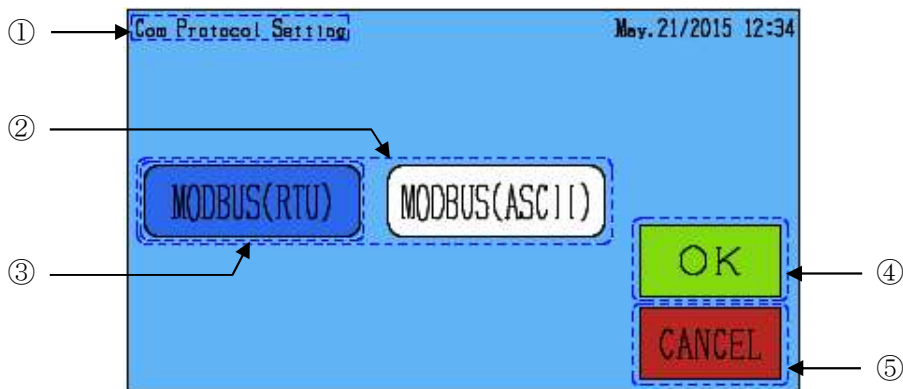 ① Com Protocol Setting May.21/2015 12:34
②
MODBUS(RTU) MODBUS(ASCII)
③ OK ④
CANCEL ⑤